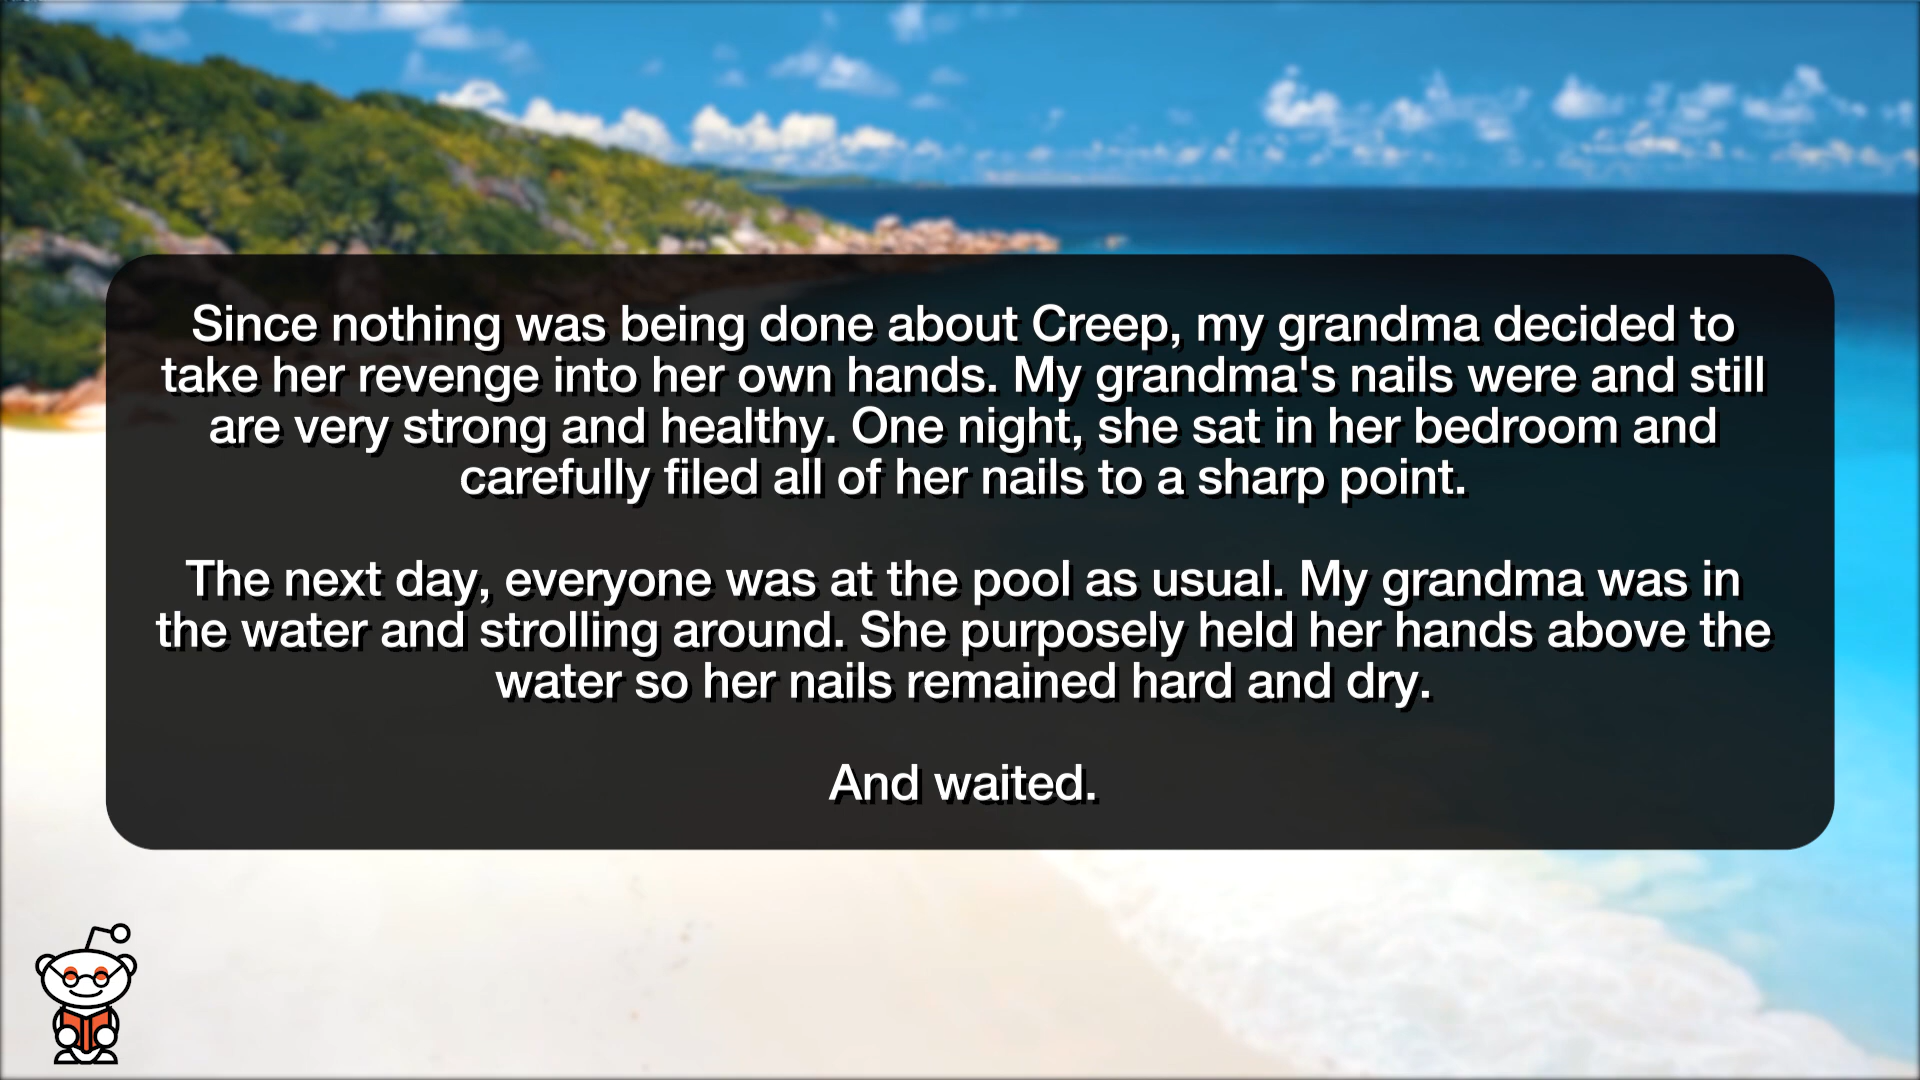 Since nothing was being done about Creep, my grandma decided to
take her revenge into her own hands. My grandma's nails were and still
are very strong and healthy. One night, she sat in her bedroom and
carefully filed all of her nails to a sharp point.
The next day, everyone was at the pool as usual. My grandma was in
the water and strolling around. She purposely held her hands above the
water so her nails remained hard and dry.
And waited.